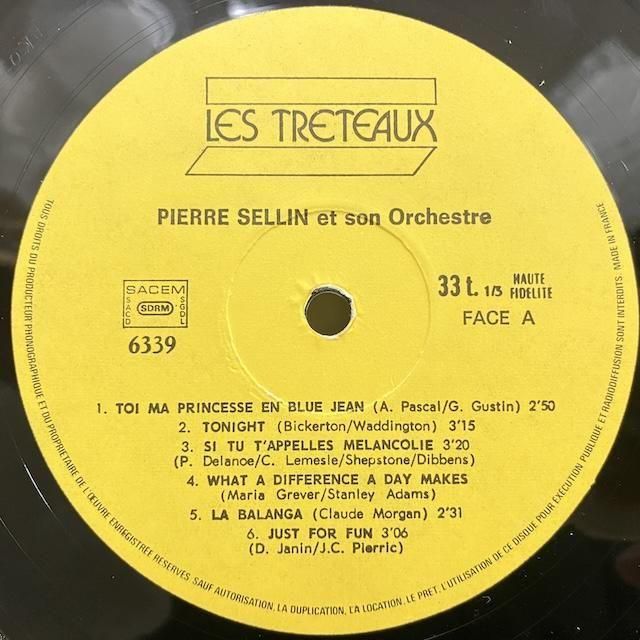 LES TRETEAUX
PIERRE SELLIN et son Orchestre
SACEM
SACD
SDRM
SGDL
6339
33 t. 1/3 HAUTE FIDELITE
FACE A
1. TOI MA PRINCESSE EN BLUE JEAN (A. Pascal/G. Gustin) 2'50
2. TONIGHT (Bickerton/Waddington) 3'15
3. SI TU T'APPELLES MELANCOLIE 3'20
(P. Delanoe/C. Lemesle/Shepstone/Dibbens)
4. WHAT A DIFFERENCE A DAY MAKES
(Maria Grever/Stanley Adams)
5. LA BALANGA (Claude Morgan) 2'31
6. JUST FOR FUN 3'06
(D. Janin/J.C. Pierric)
TOUS DROITS DU PRODUCTEUR PHONOGRAPHIQUE ET DU PROPRIETAIRE DE L'ŒUVRE ENREGISTREE RESERVES. SAUF AUTORISATION, LA DUPLICATION, LA LOCATION, LE PRET, L'UTILISATION DE CE DISQUE POUR EXECUTION PUBLIQUE ET RADIODIFFUSION SONT INTERDITS. MADE IN FRANCE